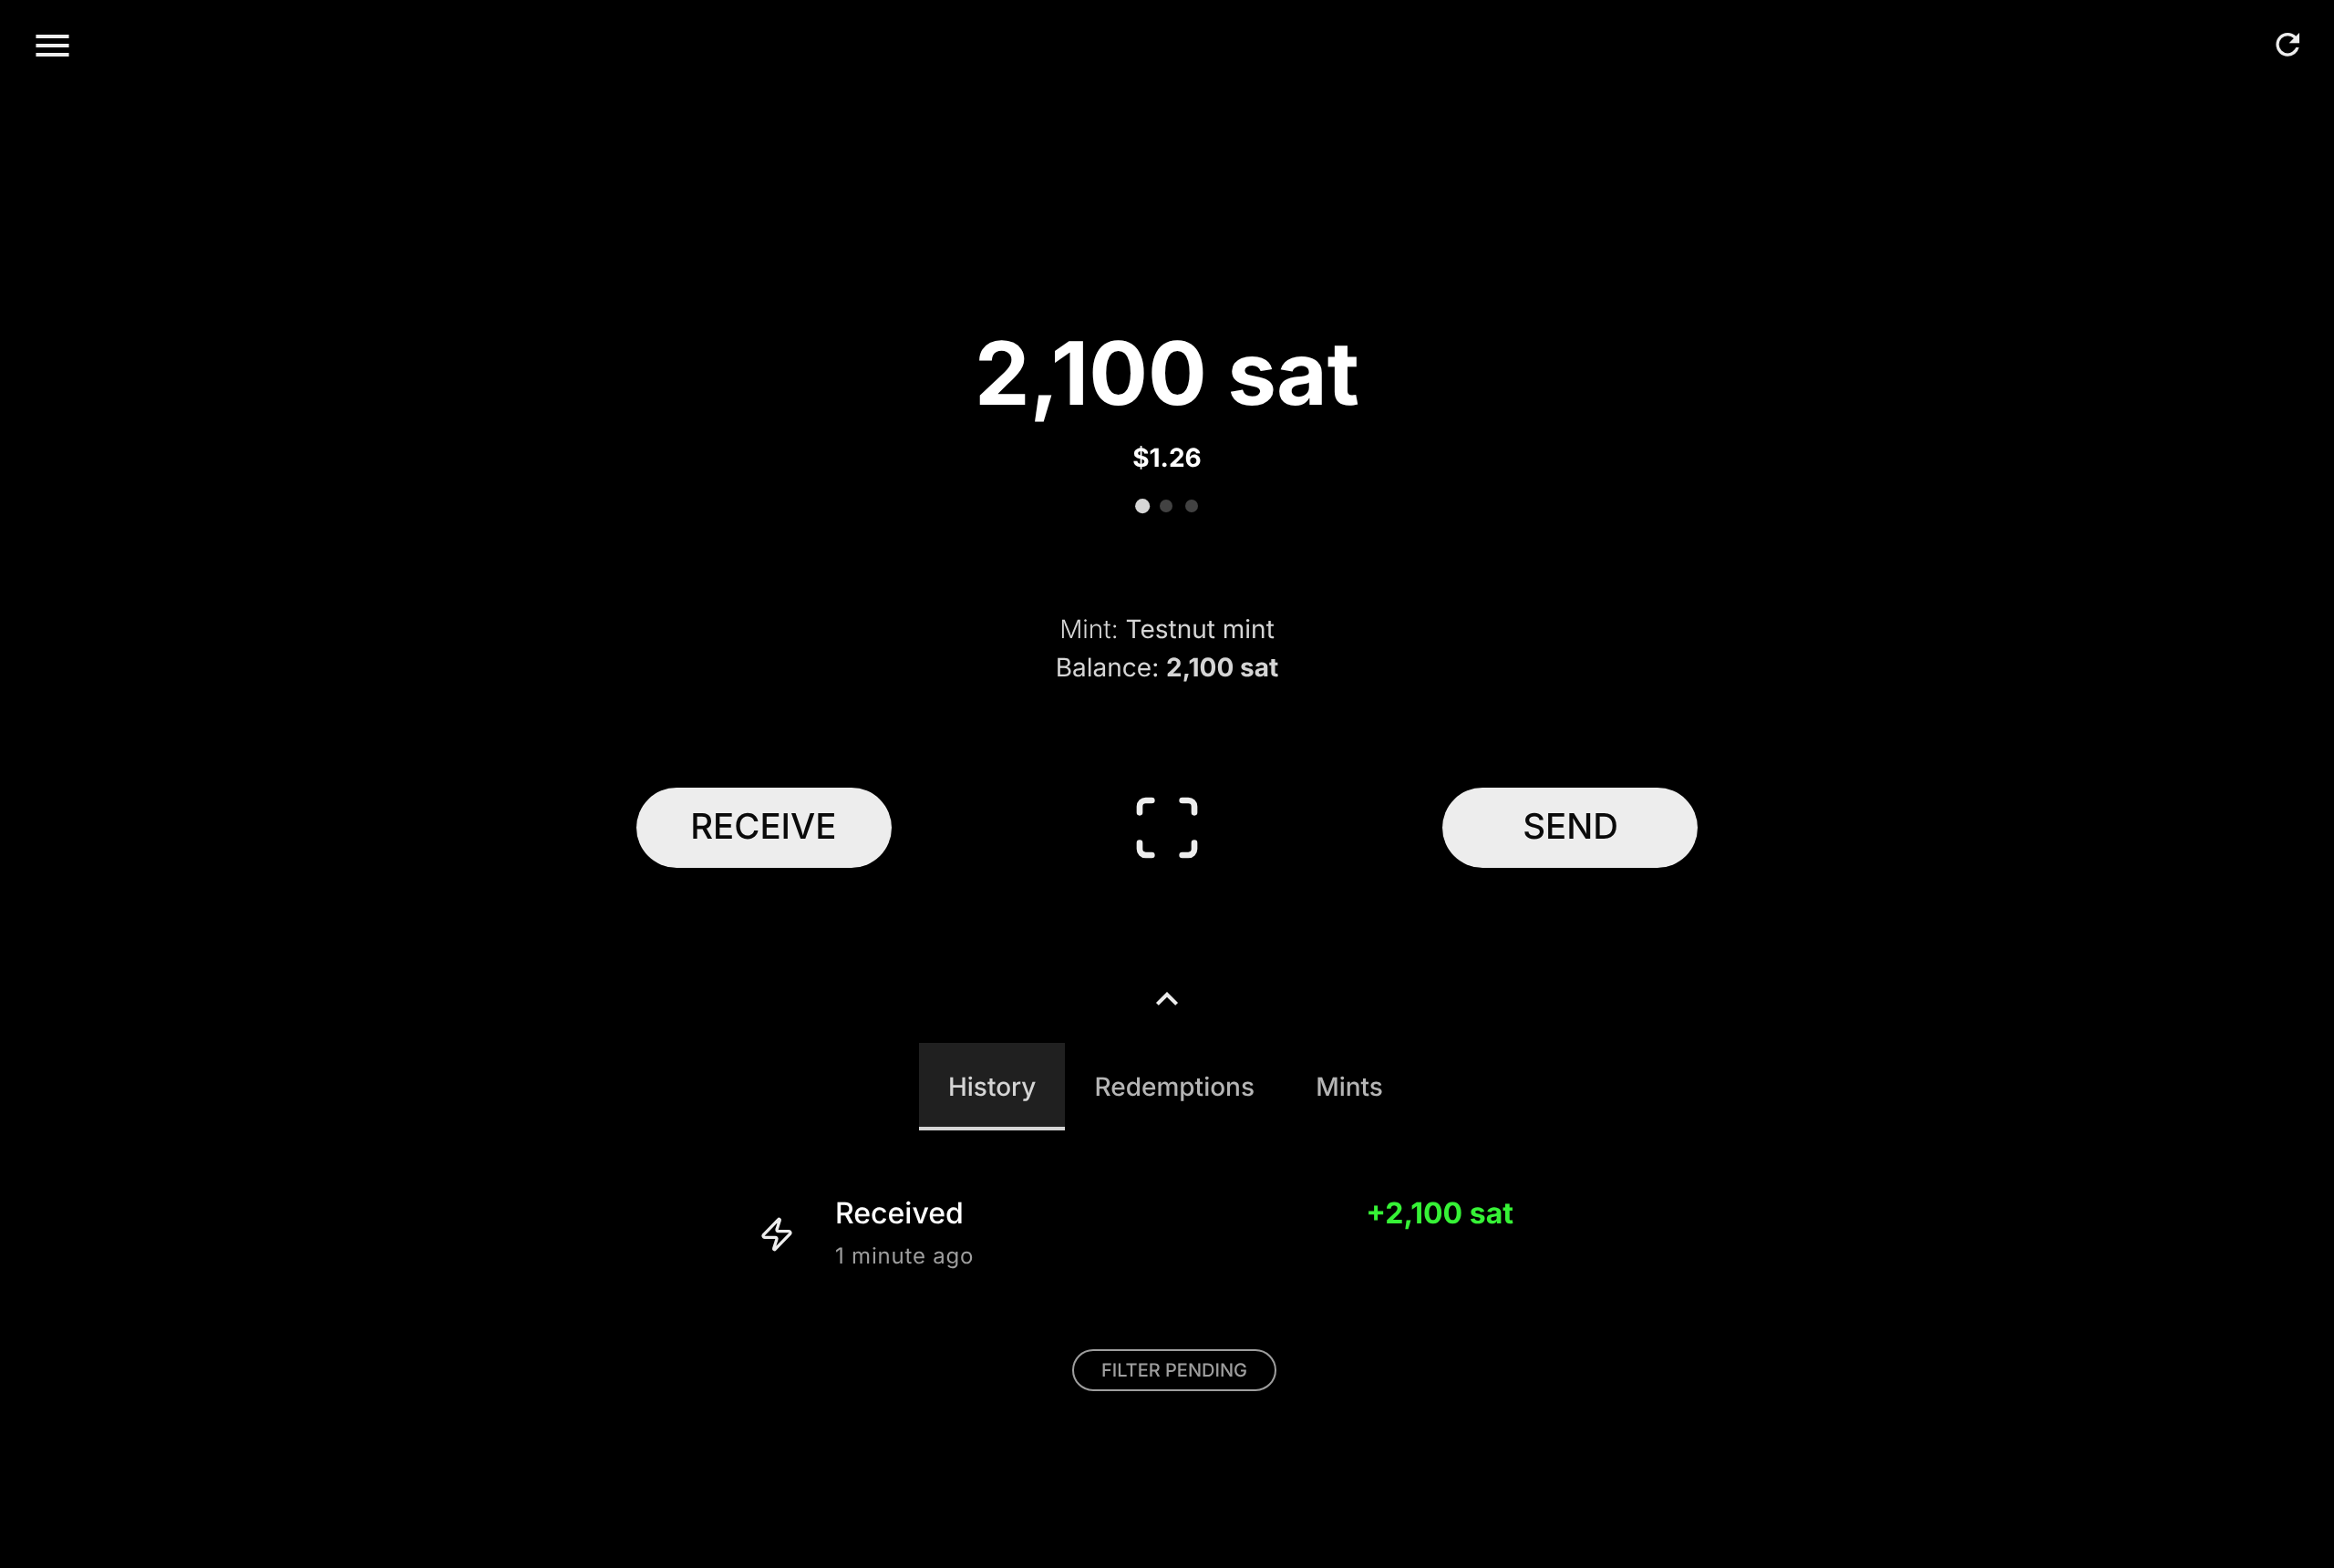 2,100 sat
$1.26
Mint: Testnut mint
Balance: 2,100 sat
RECEIVE
SEND
History Redemptions Mints
Received +2,100 sat
1 minute ago
FILTER PENDING